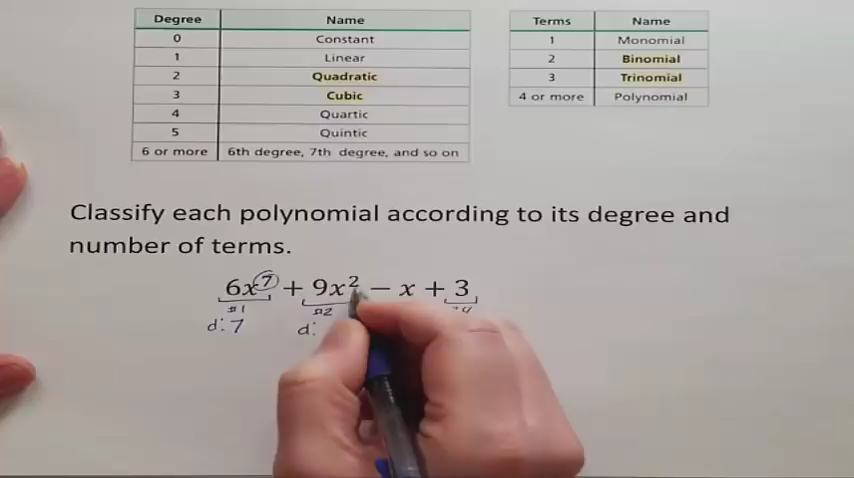 Degree Name
0 Constant
1 Linear
2 Quadratic
3 Cubic
4 Quartic
5 Quintic
6 or more 6th degree, 7th degree, and so on
Terms Name
1 Monomial
2 Binomial
3 Trinomial
4 or more Polynomial
Classify each polynomial according to its degree and
number of terms.
6x⁷ + 9x² − x + 3
#1 #2
d: 7 d: